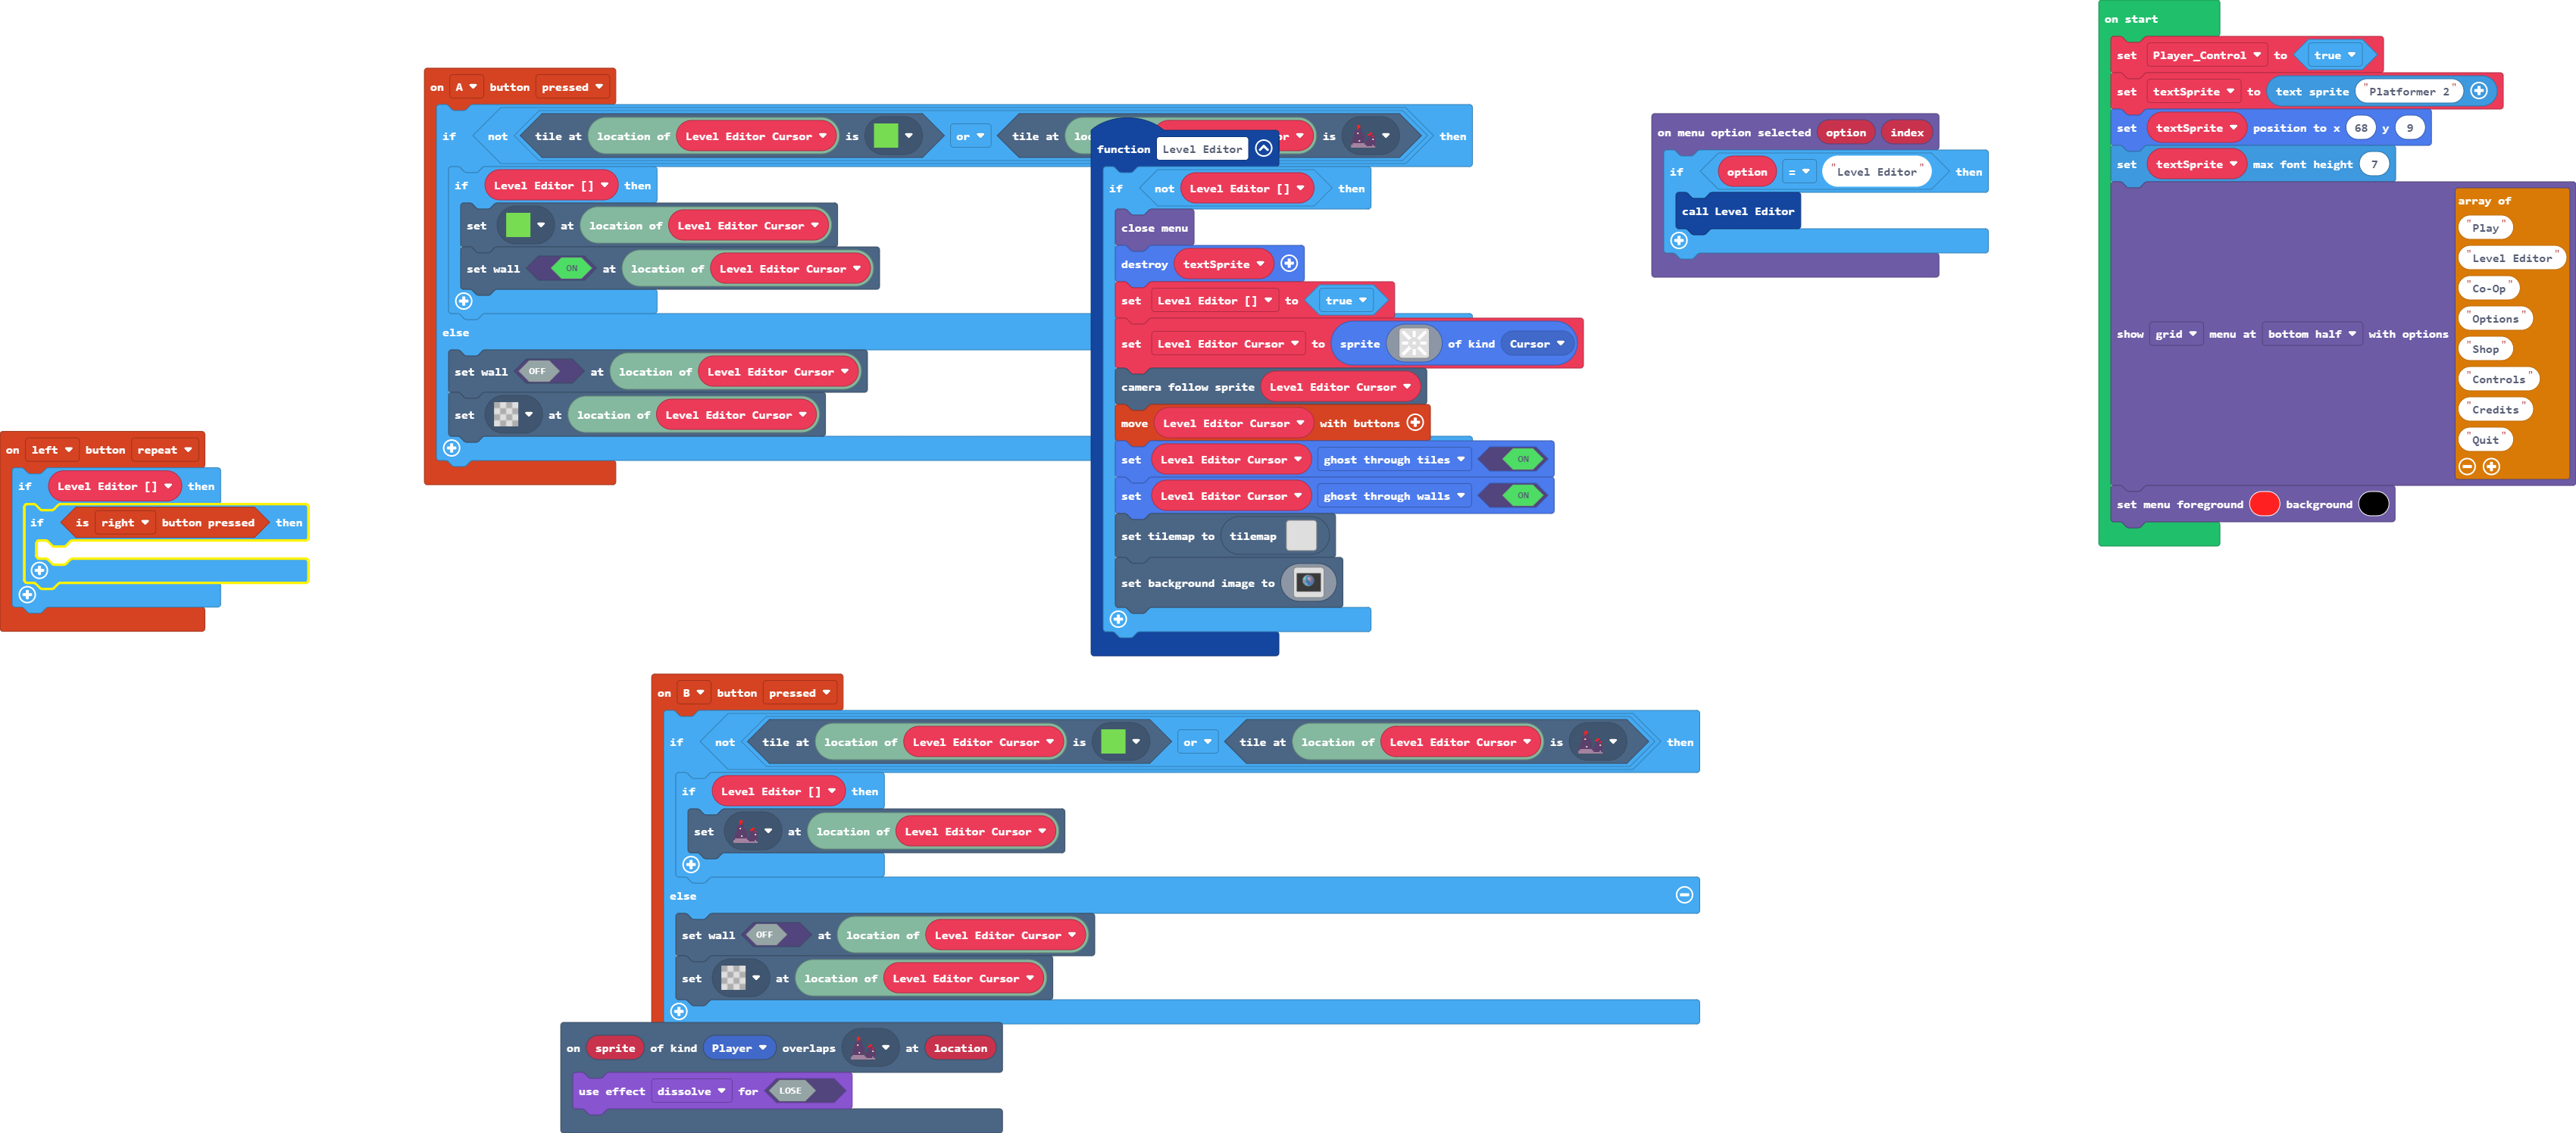 on left button repeat
if Level Editor [] then
if is right button pressed then
on A button pressed
if not tile at location of Level Editor Cursor is or tile at is then
if Level Editor [] then
set at location of Level Editor Cursor
set wall ON at location of Level Editor Cursor
else
set wall OFF at location of Level Editor Cursor
set at location of Level Editor Cursor
function Level Editor
if not Level Editor [] then
close menu
destroy textSprite
set Level Editor [] to true
set Level Editor Cursor to sprite of kind Cursor
camera follow sprite Level Editor Cursor
move Level Editor Cursor with buttons
set Level Editor Cursor ghost through tiles ON
set Level Editor Cursor ghost through walls ON
set tilemap to tilemap
set background image to
on menu option selected option index
if option = "Level Editor" then
call Level Editor
on start
set Player_Control to true
set textSprite to text sprite "Platformer 2"
set textSprite position to x 68 y 9
set textSprite max font height 7
show grid menu at bottom half with options
array of
"Play"
"Level Editor"
"Co-Op"
"Options"
"Shop"
"Controls"
"Credits"
"Quit"
set menu foreground background
on B button pressed
if not tile at location of Level Editor Cursor is or tile at location of Level Editor Cursor is then
if Level Editor [] then
set at location of Level Editor Cursor
else
set wall OFF at location of Level Editor Cursor
set at location of Level Editor Cursor
on sprite of kind Player overlaps at location
use effect dissolve for LOSE